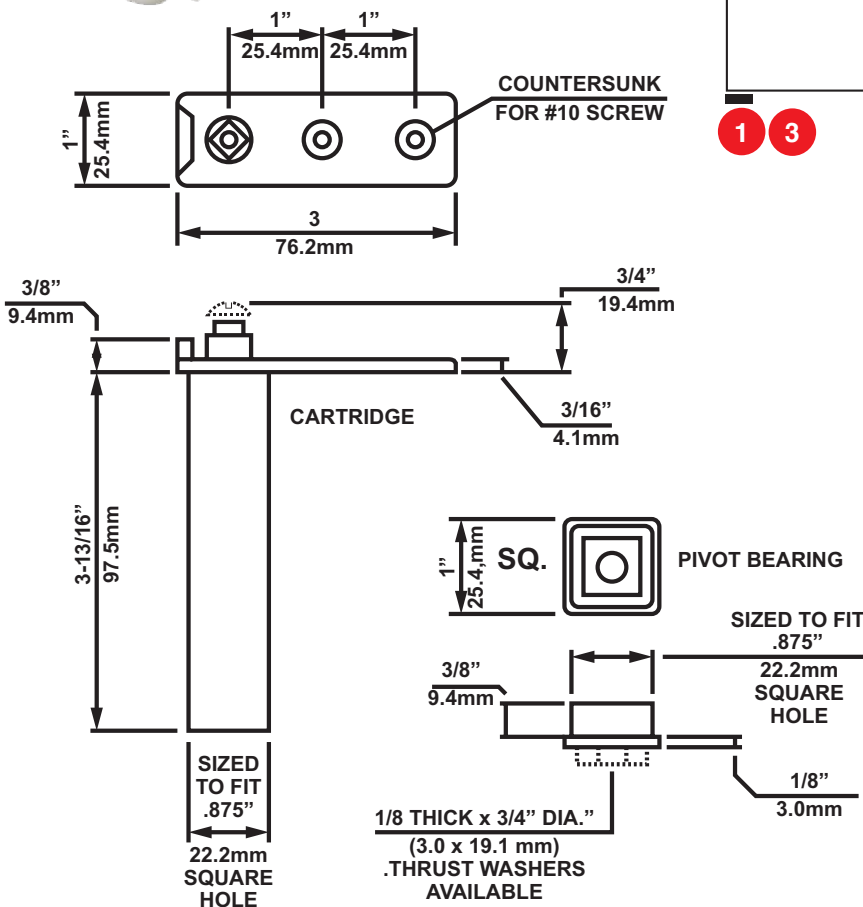 1” 1”
25.4mm 25.4mm
COUNTERSUNK
FOR #10 SCREW
1 3
1”
25.4mm
3
76.2mm
3/8”
9.4mm
3/4”
19.4mm
CARTRIDGE
3/16”
4.1mm
3-13/16”
97.5mm
1”
25.4,mm
SQ.
PIVOT BEARING
SIZED TO FIT
.875”
22.2mm
SQUARE
HOLE
3/8”
9.4mm
1/8”
3.0mm
SIZED
TO FIT
.875”
22.2mm
SQUARE
HOLE
1/8 THICK x 3/4” DIA.”
(3.0 x 19.1 mm)
.THRUST WASHERS
AVAILABLE